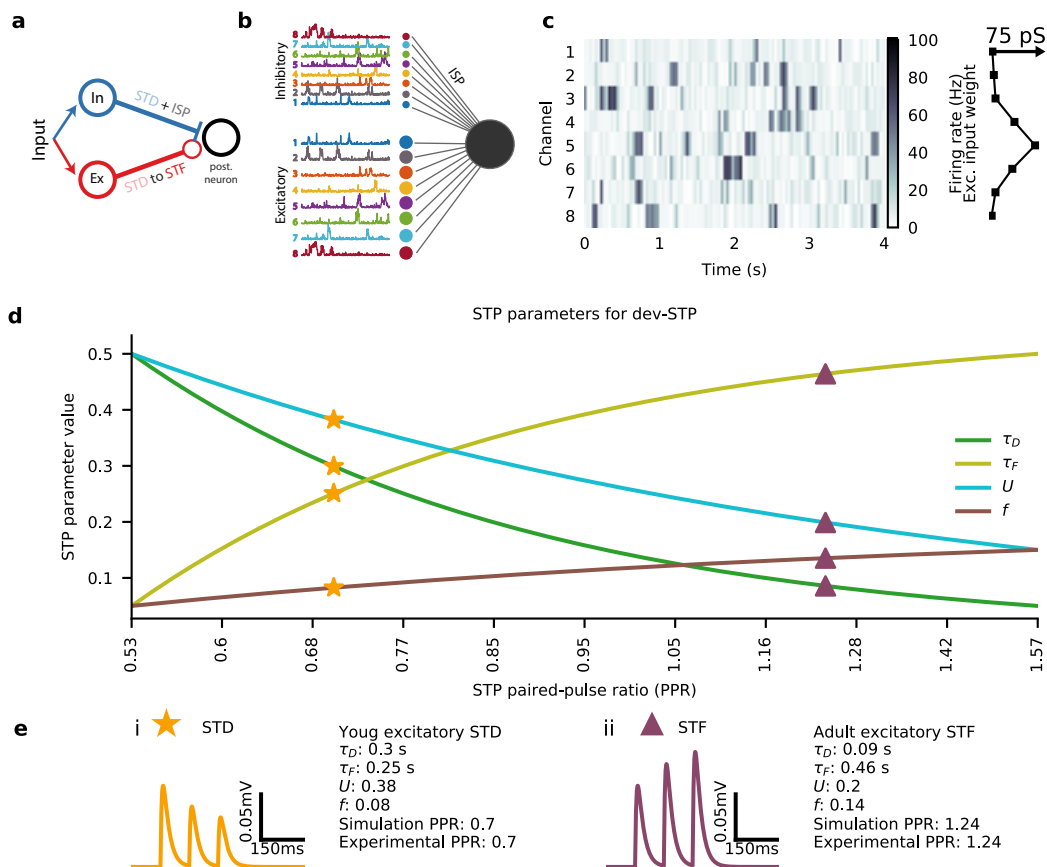 a
Input
In
Ex
STD + ISP
STD to STF
post.
neuron
b
Inhibitory
8
7
6
5
4
3
2
1
Excitatory
1
2
3
4
5
6
7
8
ISP
c
Channel
1
2
3
4
5
6
7
8
0
1
2
3
4
Time (s)
100
80
60
40
20
0
Firing rate (Hz)
Exc. input weight
75 pS
d
STP parameters for dev-STP
STP parameter value
0.5
0.4
0.3
0.2
0.1
τD
τF
U
f
0.53
0.6
0.68
0.77
0.85
0.95
1.05
1.16
1.28
1.42
1.57
STP paired-pulse ratio (PPR)
e
i
STD
0.05mV
150ms
Youg excitatory STD
τD: 0.3 s
τF: 0.25 s
U: 0.38
f: 0.08
Simulation PPR: 0.7
Experimental PPR: 0.7
ii
STF
0.05mV
150ms
Adult excitatory STF
τD: 0.09 s
τF: 0.46 s
U: 0.2
f: 0.14
Simulation PPR: 1.24
Experimental PPR: 1.24